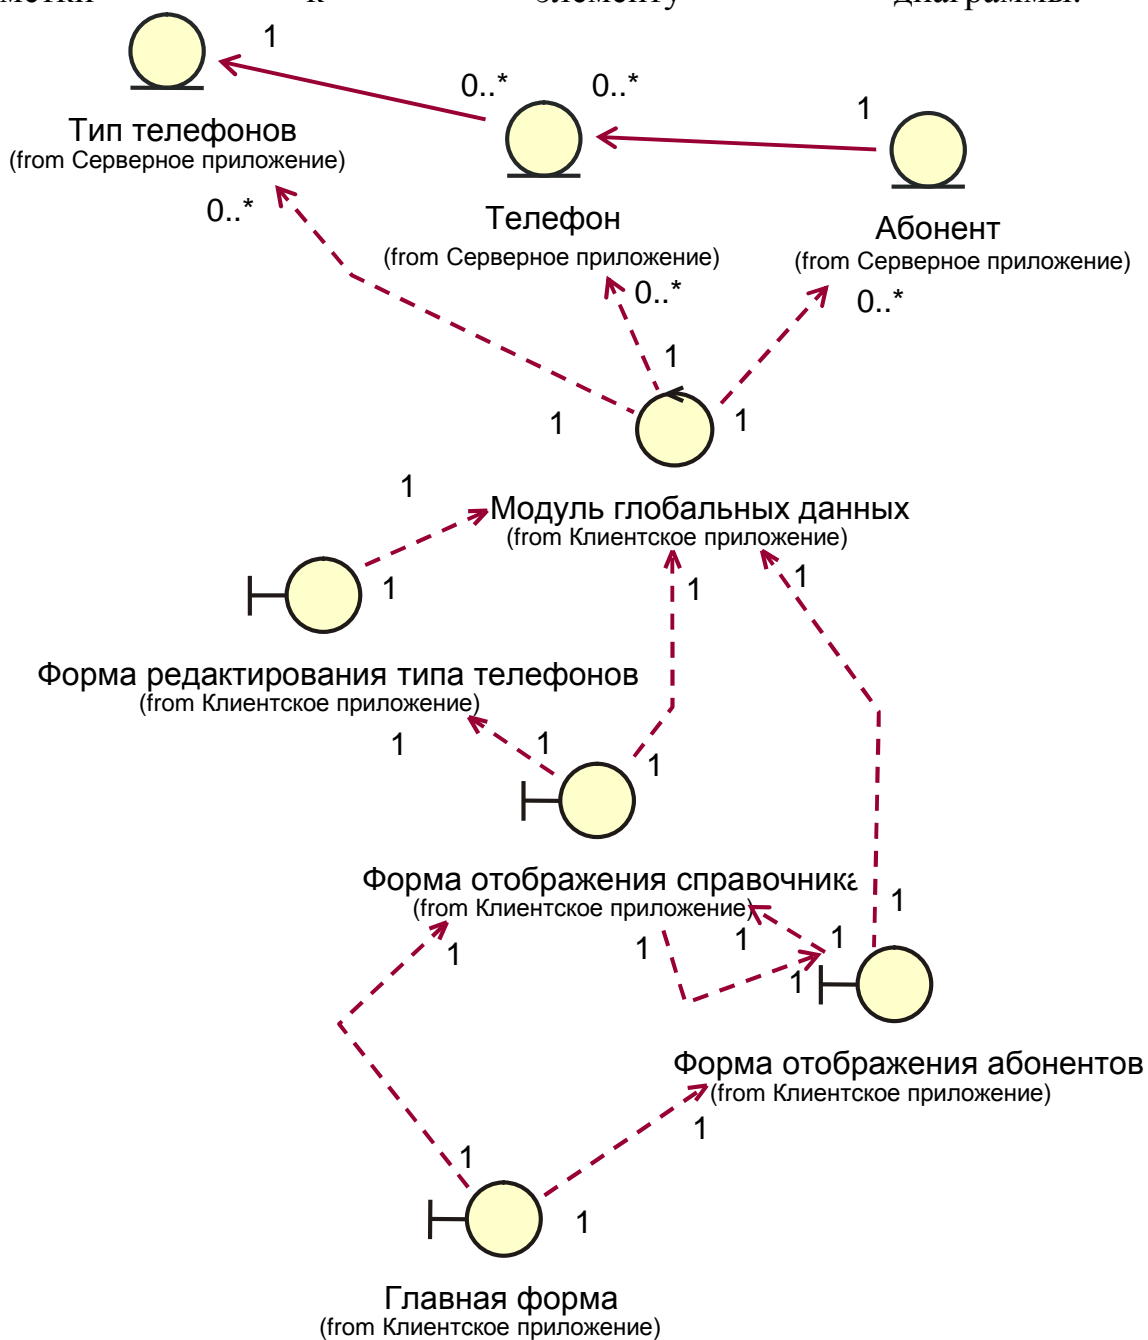 к
1
0..*
0..*
1
Тип телефонов
(from Серверное приложение)
0..*
Телефон
(from Серверное приложение)
Абонент
(from Серверное приложение)
0..*
0..*
1
1
1
Модуль глобальных данных
(from Клиентское приложение)
1
1
1
1
Форма редактирования типа телефонов
(from Клиентское приложение)
1
1
1
Форма отображения справочника
(from Клиентское приложение)
1
1
1
1
1
1
Форма отображения абонентов
(from Клиентское приложение)
1
1
1
Главная форма
(from Клиентское приложение)